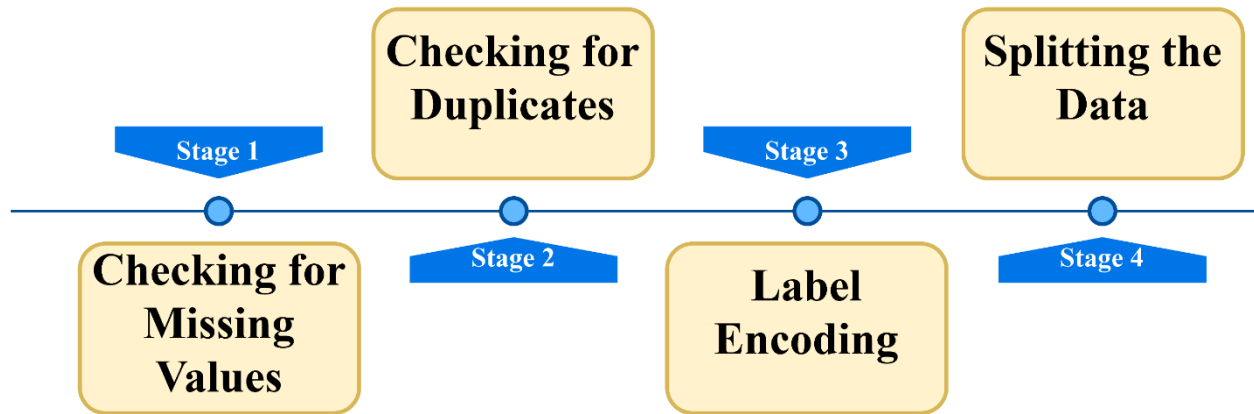 Stage 1
Checking for
Missing
Values
Checking for
Duplicates
Stage 2
Stage 3
Label
Encoding
Splitting the
Data
Stage 4